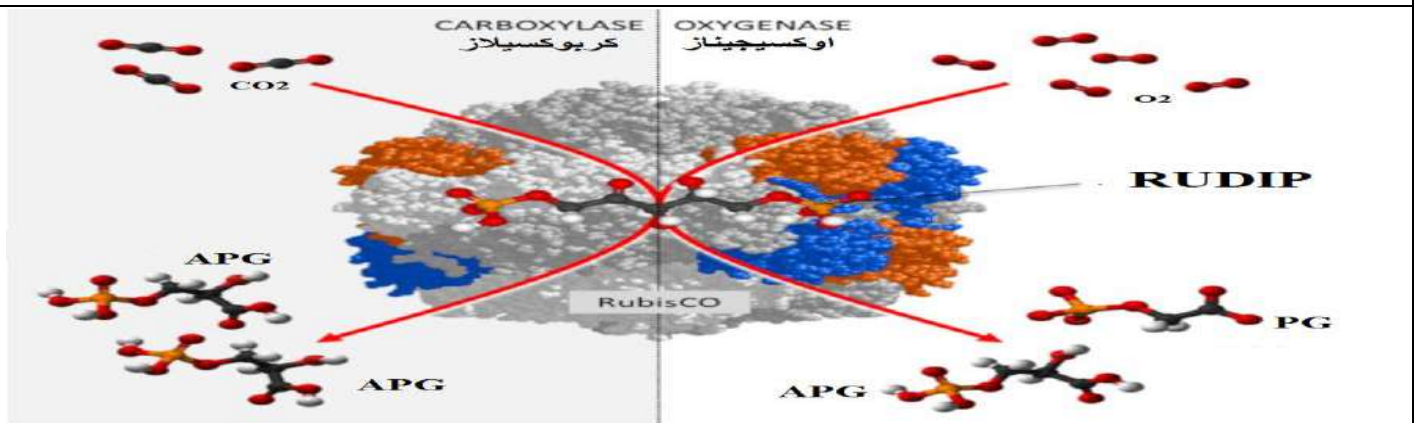 CARBOXYLASE
كربوكسيلاز
OXYGENASE
اوكسيجيناز
CO2
O2
RUDIP
APG
APG
RubisCO
PG
APG